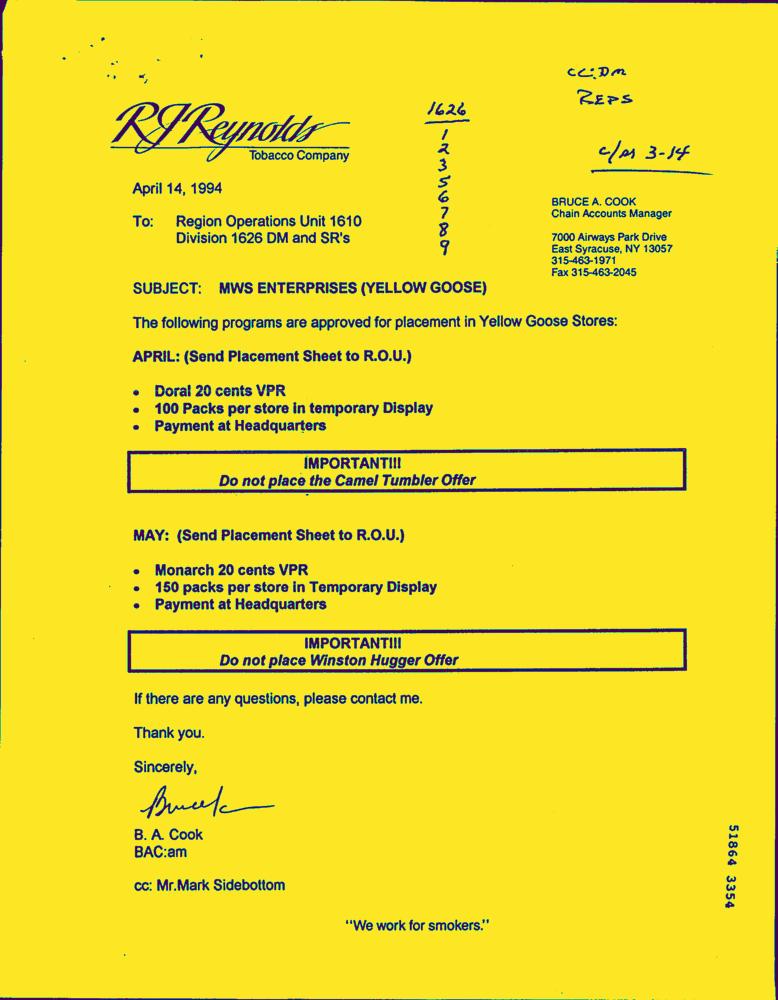 CC: DM
REPS
c/M 3-14
RJReynolds
Tobacco Company
1626
1
2
3
5
6
7
8
9
April 14, 1994
To: Region Operations Unit 1610
Division 1626 DM and SR's
BRUCE A. COOK
Chain Accounts Manager
7000 Airways Park Drive
East Syracuse, NY 13057
315-463-1971
Fax 315-463-2045
SUBJECT: MWS ENTERPRISES (YELLOW GOOSE)
The following programs are approved for placement in Yellow Goose Stores:
APRIL: (Send Placement Sheet to R.O.U.)
• Doral 20 cents VPR
• 100 Packs per store in temporary Display
• Payment at Headquarters
IMPORTANT!!!
Do not place the Camel Tumbler Offer
MAY: (Send Placement Sheet to R.O.U.)
• Monarch 20 cents VPR
• 150 packs per store in Temporary Display
• Payment at Headquarters
IMPORTANT!!!
Do not place Winston Hugger Offer
If there are any questions, please contact me.
Thank you.
Sincerely,
B. A. Cook
BAC:am
cc: Mr.Mark Sidebottom
"We work for smokers."
51864 3354